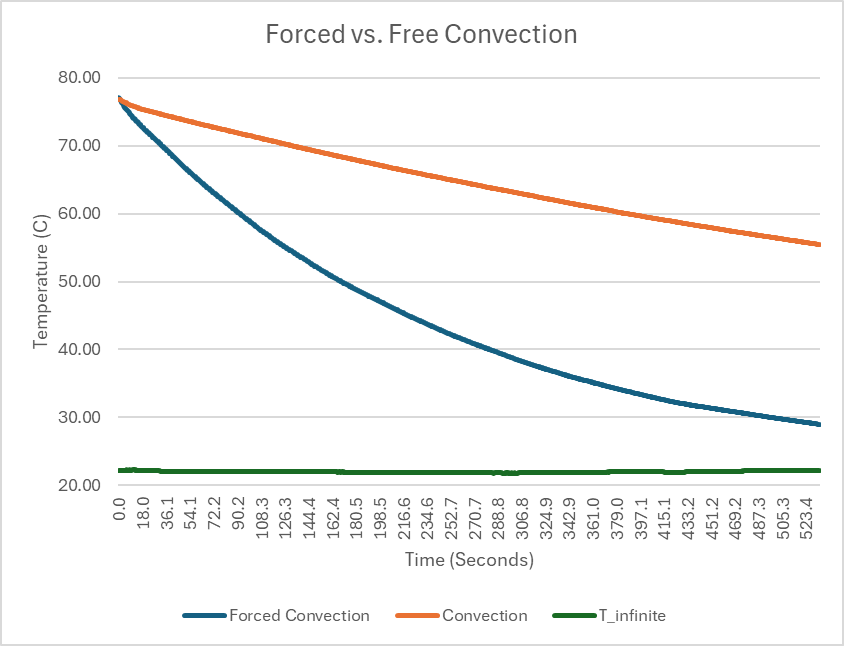 Forced vs. Free Convection
Temperature (C)
80.00
70.00
60.00
50.00
40.00
30.00
20.00
0.0 18.0 36.1 54.1 72.2 90.2 108.3 126.3 144.4 162.4 180.5 198.5 216.6 234.6 252.7 270.7 288.8 306.8 324.9 342.9 361.0 379.0 397.1 415.1 433.2 451.2 469.2 487.3 505.3 523.4
Time (Seconds)
Forced Convection Convection T_infinite